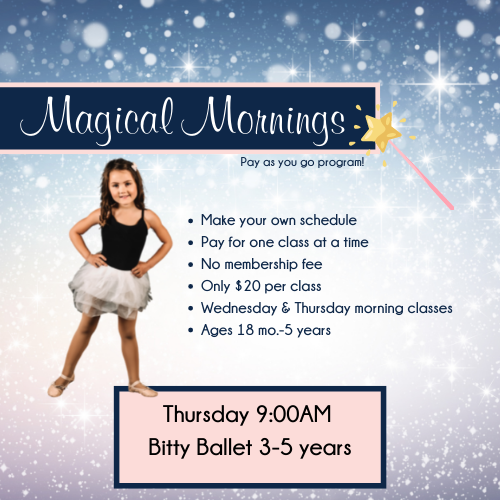 Magical Mornings
Pay as you go program!
• Make your own schedule
• Pay for one class at a time
• No membership fee
• Only $20 per class
• Wednesday & Thursday morning classes
• Ages 18 mo.-5 years
Thursday 9:00AM
Bitty Ballet 3-5 years